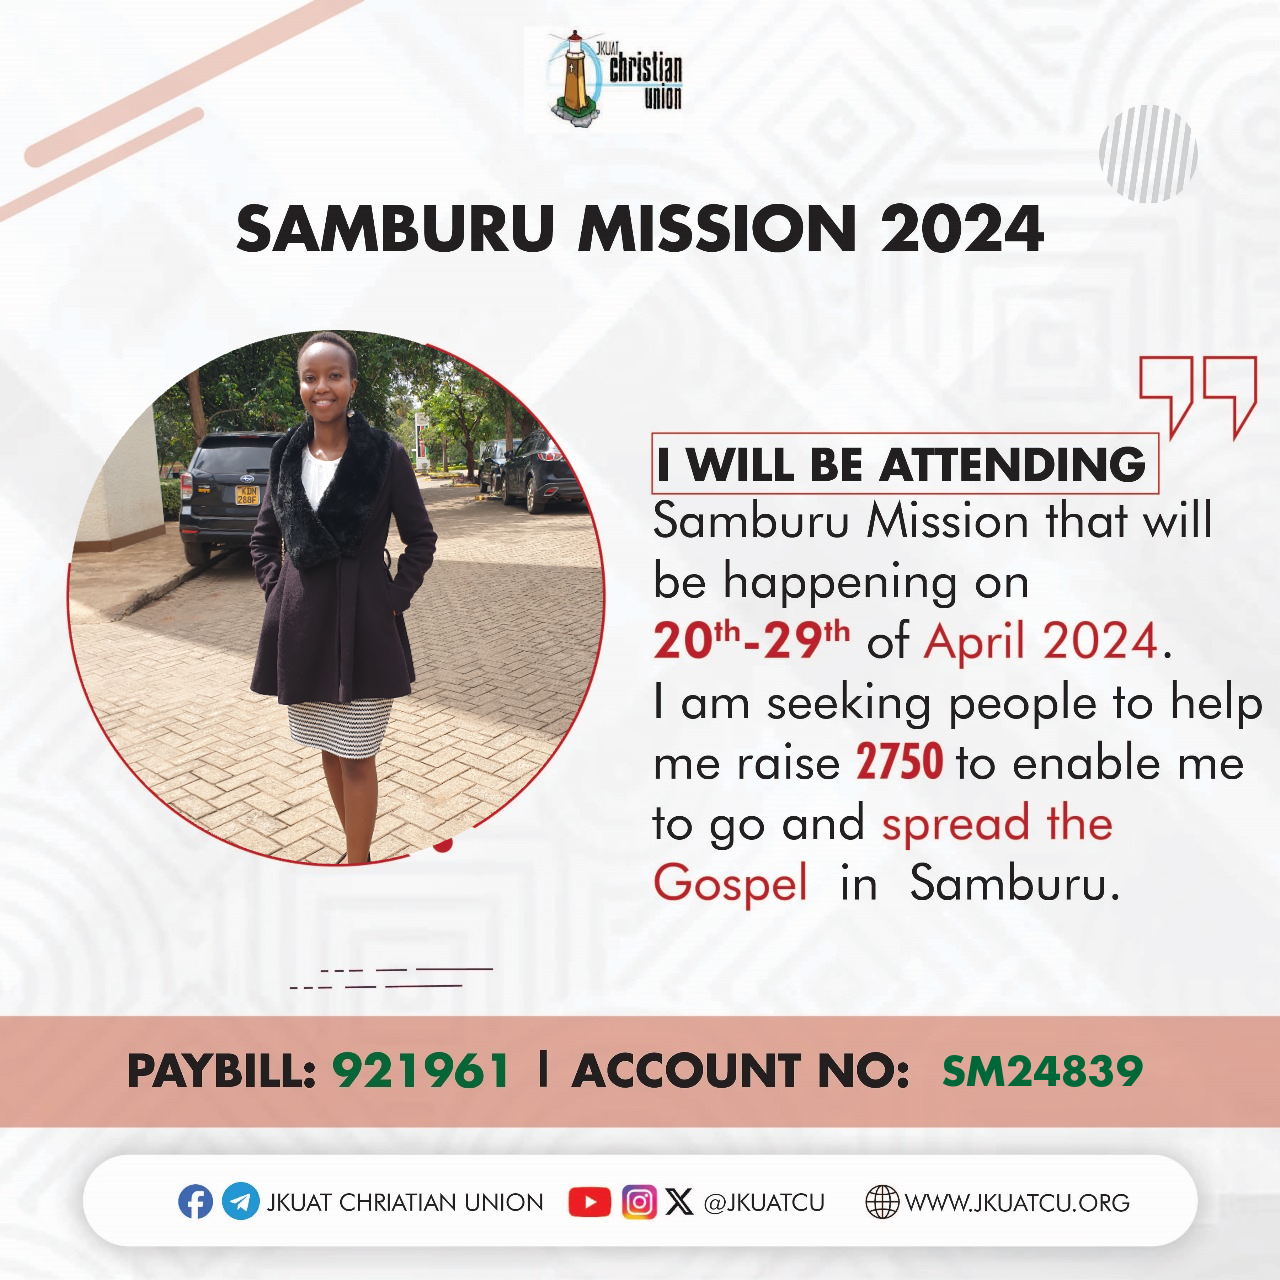 JKUAT
christian
union
SAMBURU MISSION 2024
KDN
288F
I WILL BE ATTENDING
Samburu Mission that will
be happening on
20th-29th of April 2024.
I am seeking people to help
me raise 2750 to enable me
to go and spread the
Gospel in Samburu.
PAYBILL: 921961 | ACCOUNT NO: SM24839
JKUAT CHRIATIAN UNION @JKUATCU WWW.JKUATCU.ORG